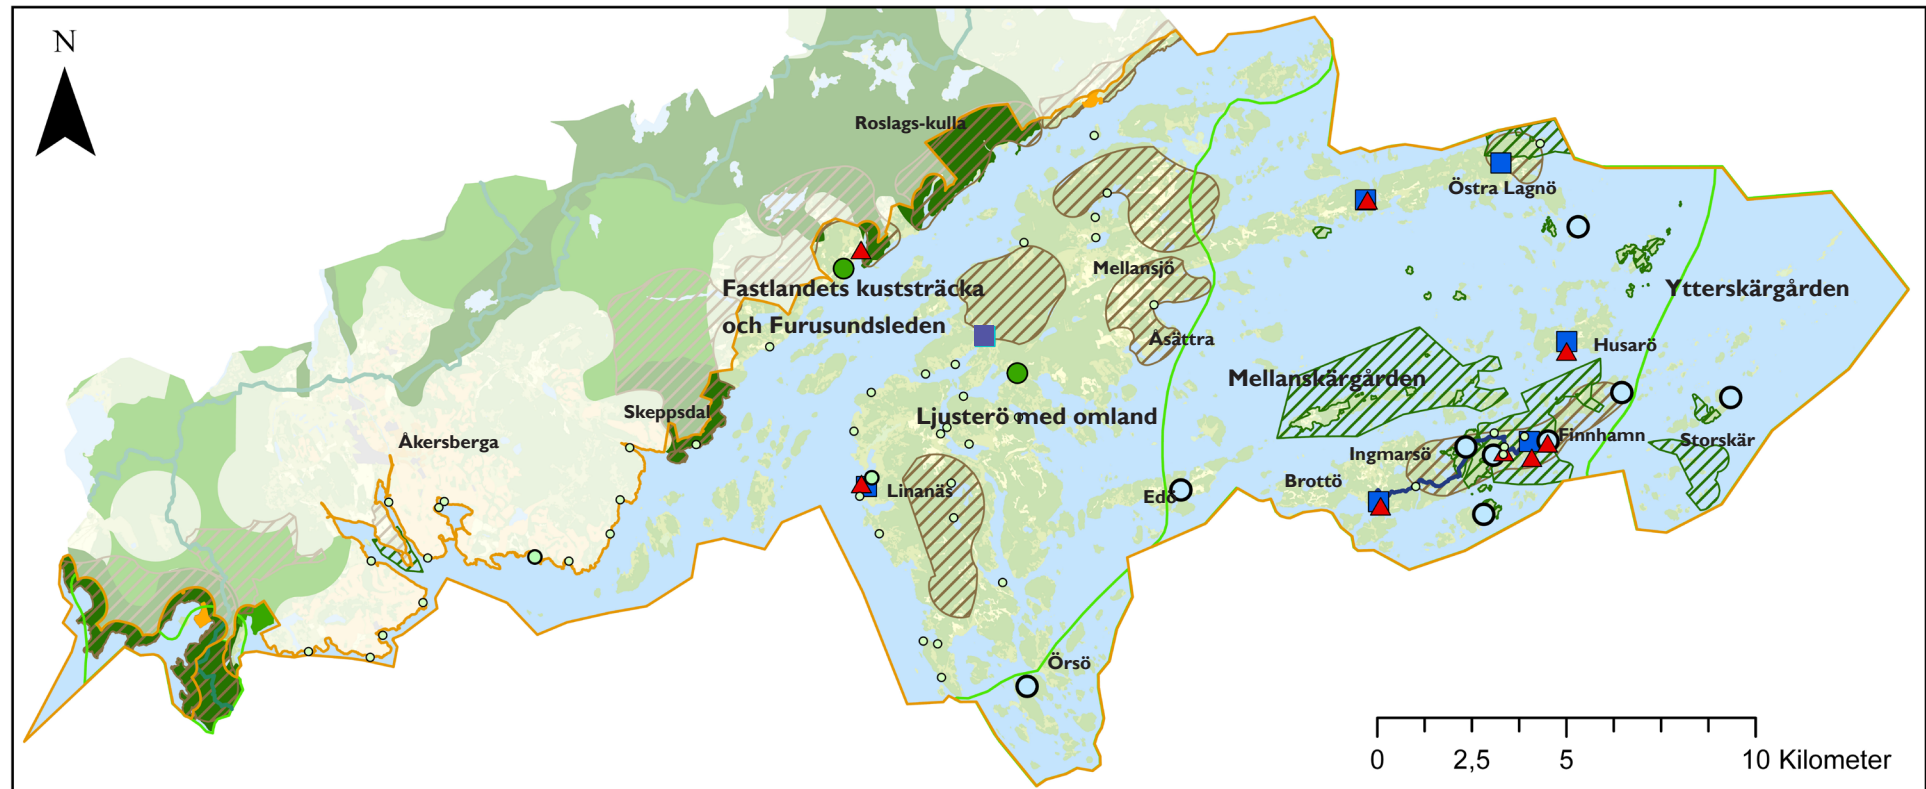 N
Roslags-kulla
Östra Lagnö
Mellansjö
Fastlandets kuststräcka
och Furusundsleden
Ytterskärgården
Åsättra
Husarö
Mellanskärgården
Skeppsdal
Ljusterö med omland
Åkersberga
Finnhamn
Storskär
Ingmarsö
Brottö
Linanäs
Edö
Örsö
0 2,5 5 10 Kilometer